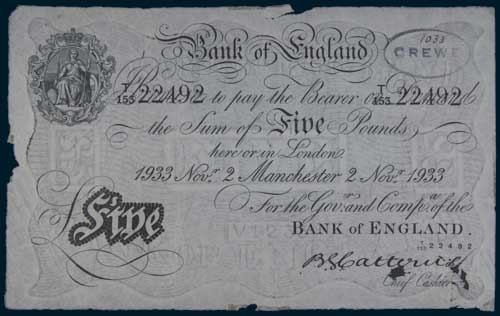 Bank of England
CREWE
I Promise to pay the Bearer on Demand
T/153 22492 T/153 22492
the Sum of Five Pounds
here or in London.
1933 Nov.r 2 Manchester 2 Nov.r 1933
For the Gov.r and Comp.a of the
BANK of ENGLAND.
T/153 22492
Five
B G Catterns
Chief Cashier